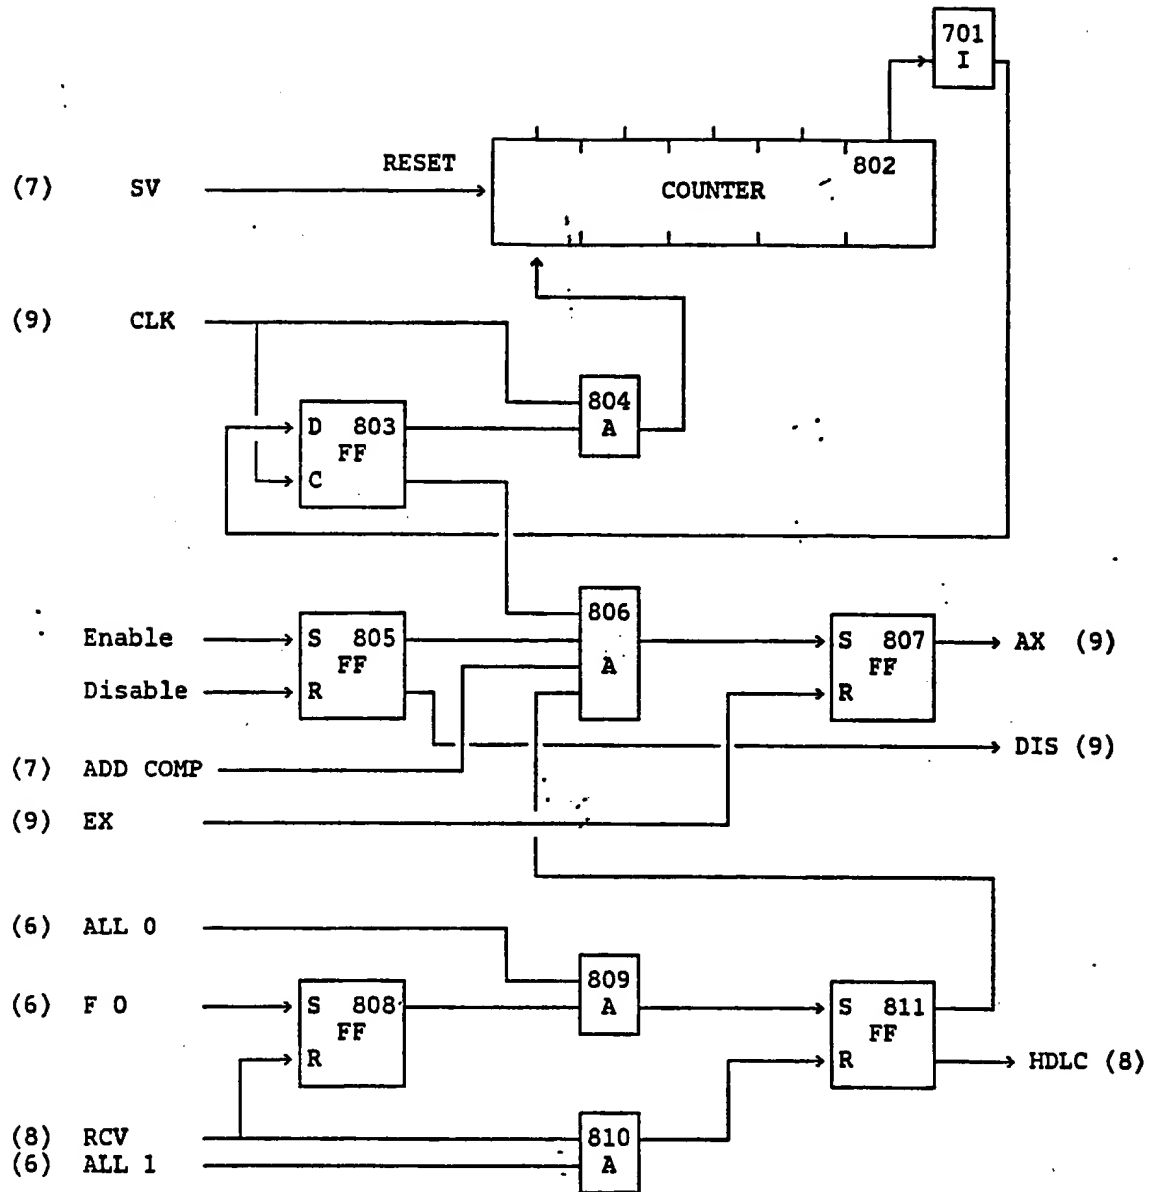 701
I
802
RESET
(7) SV
COUNTER
(9) CLK
804
A
D 803
FF
C
806
A
Enable
S 805
FF
Disable
R
S 807
FF
R
AX (9)
DIS (9)
(7) ADD COMP
(9) EX
(6) ALL 0
809
A
(6) F 0
S 808
FF
R
S 811
FF
R
HDLC (8)
(8) RCV
810
A
(6) ALL 1